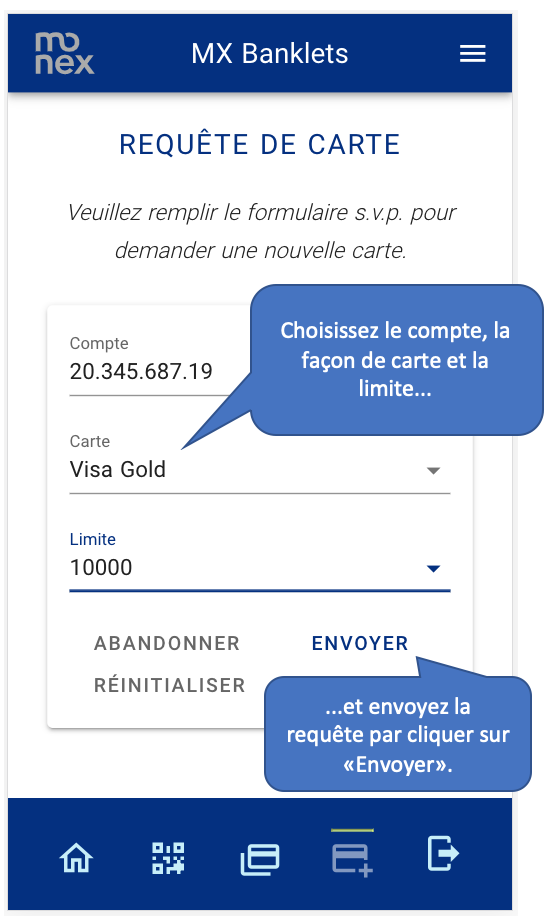 monex
MX Banklets
REQUÊTE DE CARTE
Veuillez remplir le formulaire s.v.p. pour
demander une nouvelle carte.
Choisissez le compte, la
façon de carte et la
limite...
Compte
20.345.687.19
Carte
Visa Gold
Limite
10000
ABANDONNER
ENVOYER
RÉINITIALISER
...et envoyez la
requête par cliquer sur
«Envoyer».